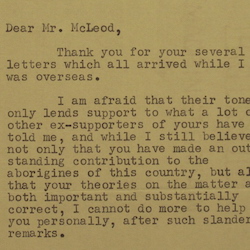 Dear Mr. McLeod,
Thank you for your several
letters which all arrived while I
was overseas.
I am afraid that their tone
only lends support to what a lot o
other ex-supporters of yours have
told me, and while I still believe
not only that you have made an out
standing contribution to the
aborigines of this country, but al
that your theories on the matter a
both important and substantially
correct, I cannot do more to help
you personally, after such slander
remarks.